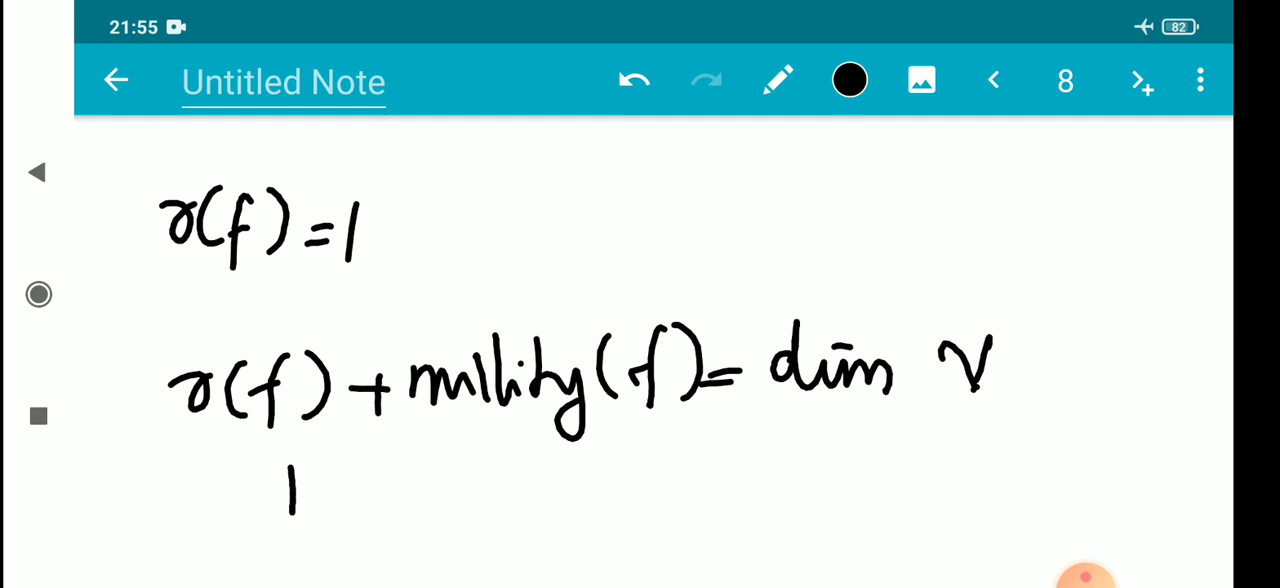 21:55 82
Untitled Note 8
r(f)=1
r(f)+nullity(f)= dim V
1